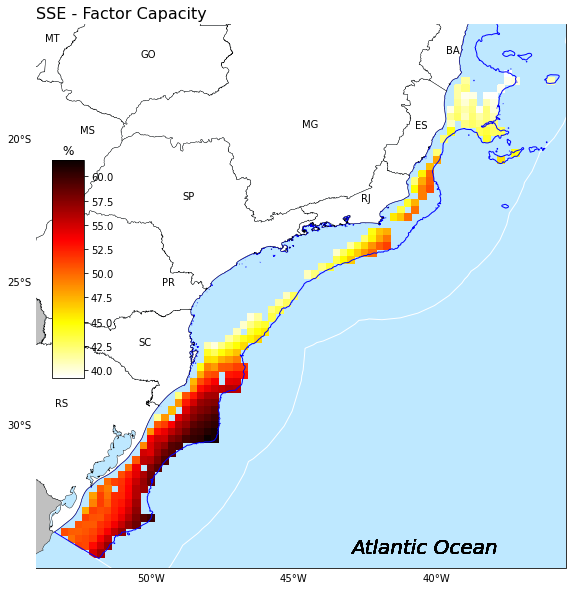 SSE - Factor Capacity
MT
GO
BA
MS
MG
ES
20°S
%
60.0
SP
RJ
57.5
55.0
52.5
50.0
25°S
PR
47.5
45.0
42.5
SC
40.0
RS
30°S
Atlantic Ocean
50°W
45°W
40°W